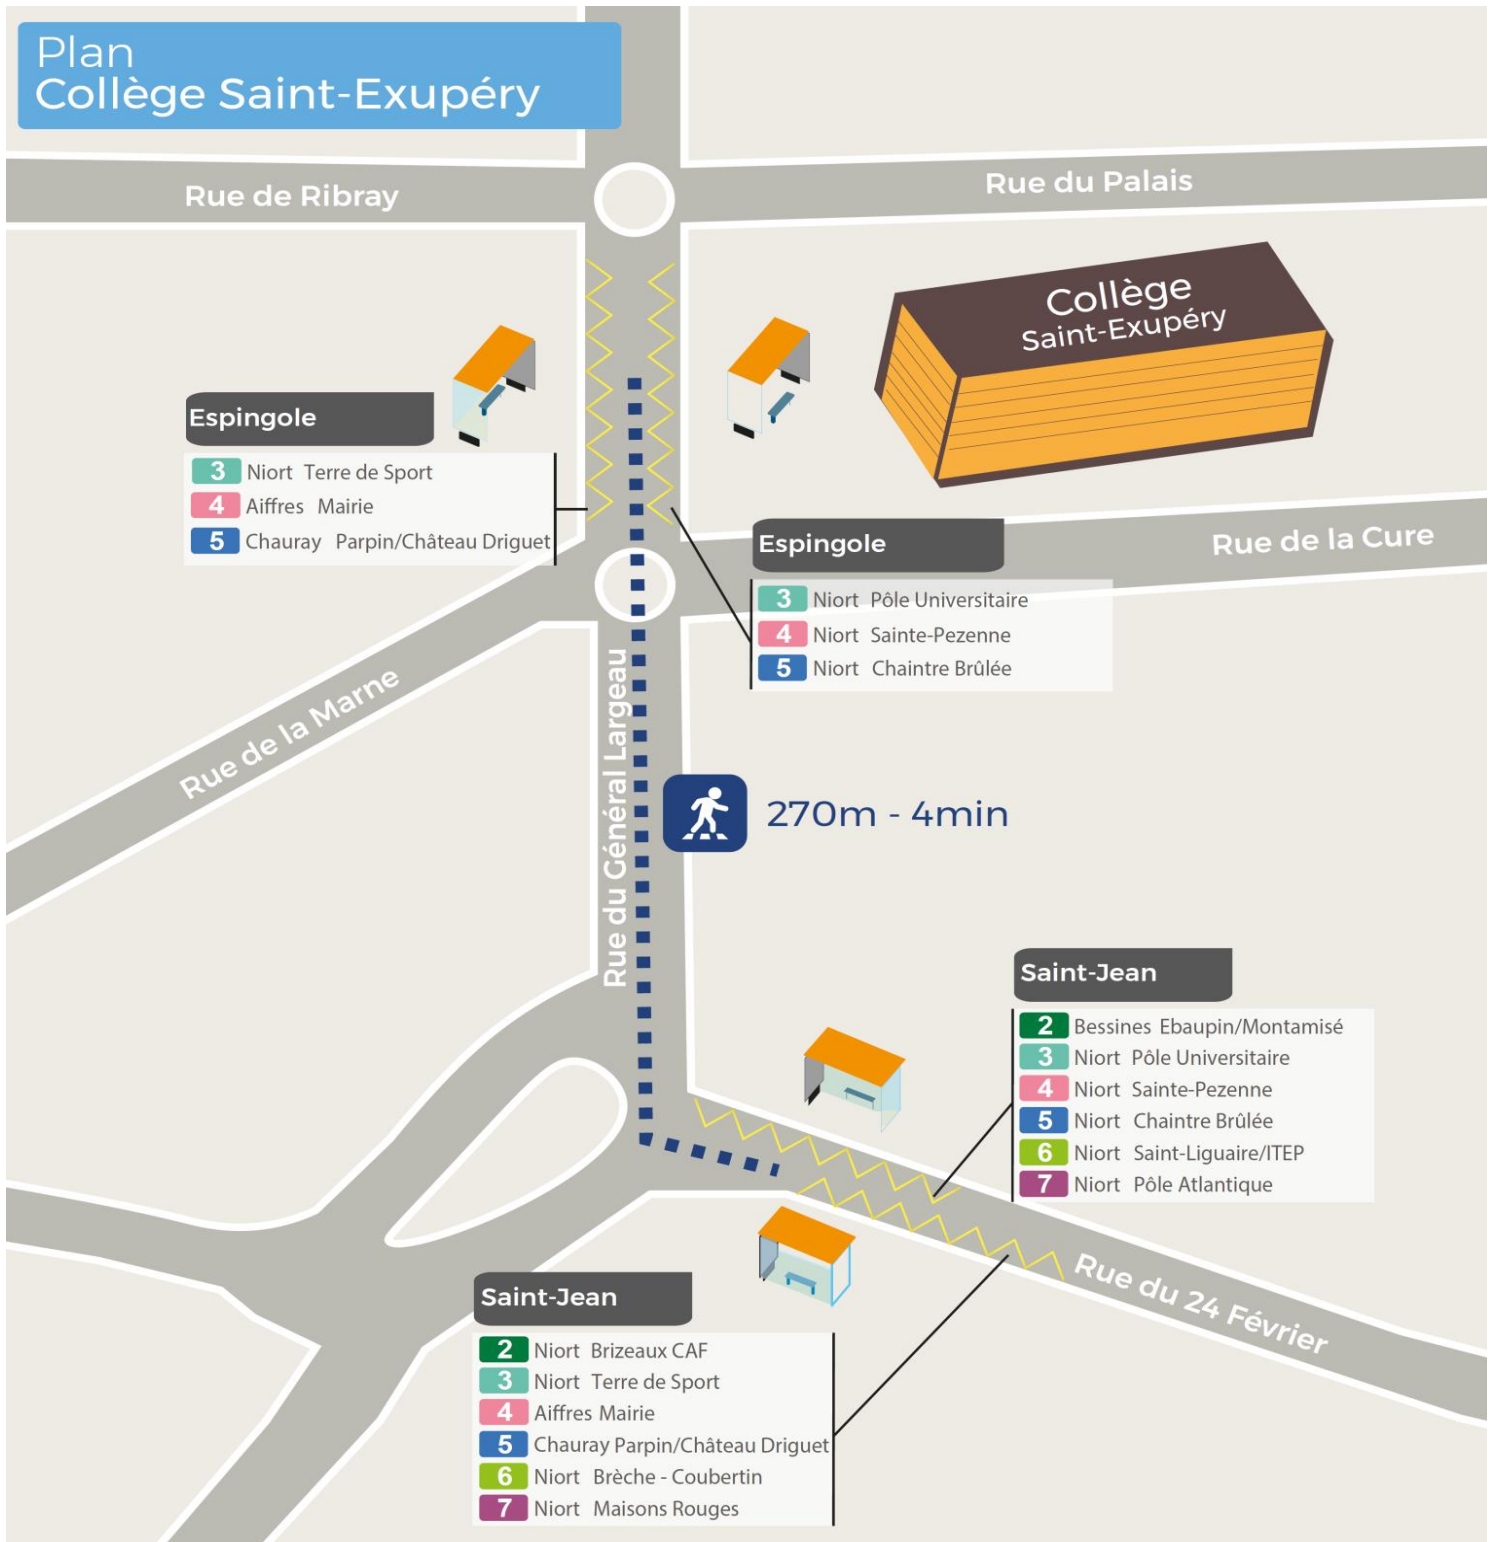 Plan
Collège Saint-Exupéry
Rue de Ribray
Rue du Palais
Collège
Saint-Exupéry
Espingole
3 Niort Terre de Sport
4 Aiffres Mairie
5 Chauray Parpin/Château Driguet
Rue de la Cure
Espingole
3 Niort Pôle Universitaire
4 Niort Sainte-Pezenne
5 Niort Chaintre Brûlée
Rue de la Marne
Rue du Général Largeau
270m - 4min
Saint-Jean
2 Bessines Ebaupin/Montamisé
3 Niort Pôle Universitaire
4 Niort Sainte-Pezenne
5 Niort Chaintre Brûlée
6 Niort Saint-Liguaire/ITEP
7 Niort Pôle Atlantique
Rue du 24 Février
Saint-Jean
2 Niort Brizeaux CAF
3 Niort Terre de Sport
4 Aiffres Mairie
5 Chauray Parpin/Château Driguet
6 Niort Brèche - Coubertin
7 Niort Maisons Rouges